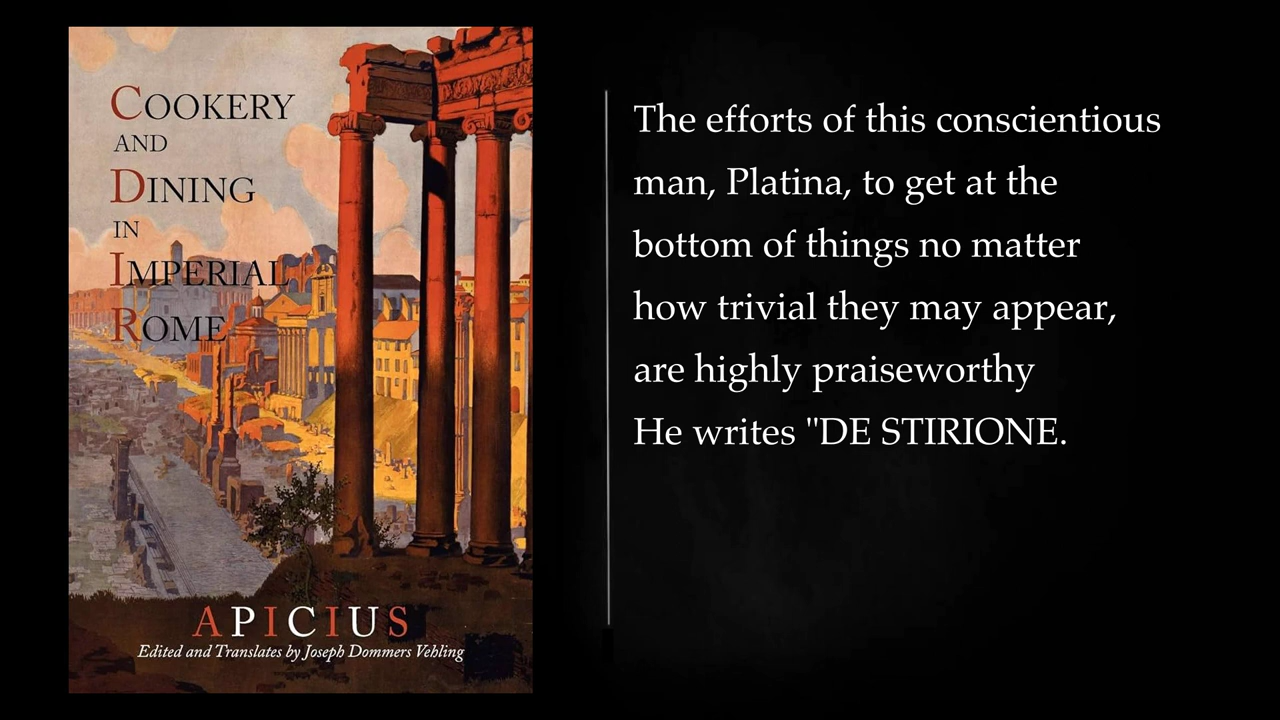 COOKERY
AND
DINING
IN
IMPERIAL
ROME
APICIUS
Edited and Translates by Joseph Dommers Vehling
The efforts of this conscientious
man, Platina, to get at the
bottom of things no matter
how trivial they may appear,
are highly praiseworthy
He writes "DE STIRIONE.